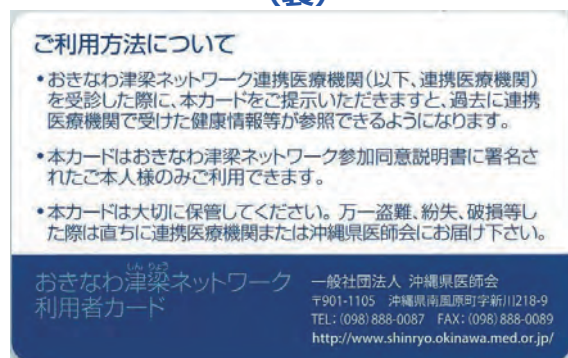 （裏）
ご利用方法について
•おきなわ津梁ネットワーク連携医療機関（以下、連携医療機関）
を受診した際に、本カードをご提示いただきますと、過去に連携
医療機関で受けた健康情報等が参照できるようになります。
•本カードはおきなわ津梁ネットワーク参加同意説明書に署名さ
れたご本人様のみご利用できます。
•本カードは大切に保管してください。万一盗難、紛失、破損等し
た際は直ちに連携医療機関または沖縄県医師会にお届け下さい。
しんりょう
おきなわ津梁ネットワーク
利用者カード
一般社団法人 沖縄県医師会
〒901-1105 沖縄県南風原町字新川218-9
TEL:(098)888-0087 FAX:(098)888-0089
http://www.shinryo.okinawa.med.or.jp/